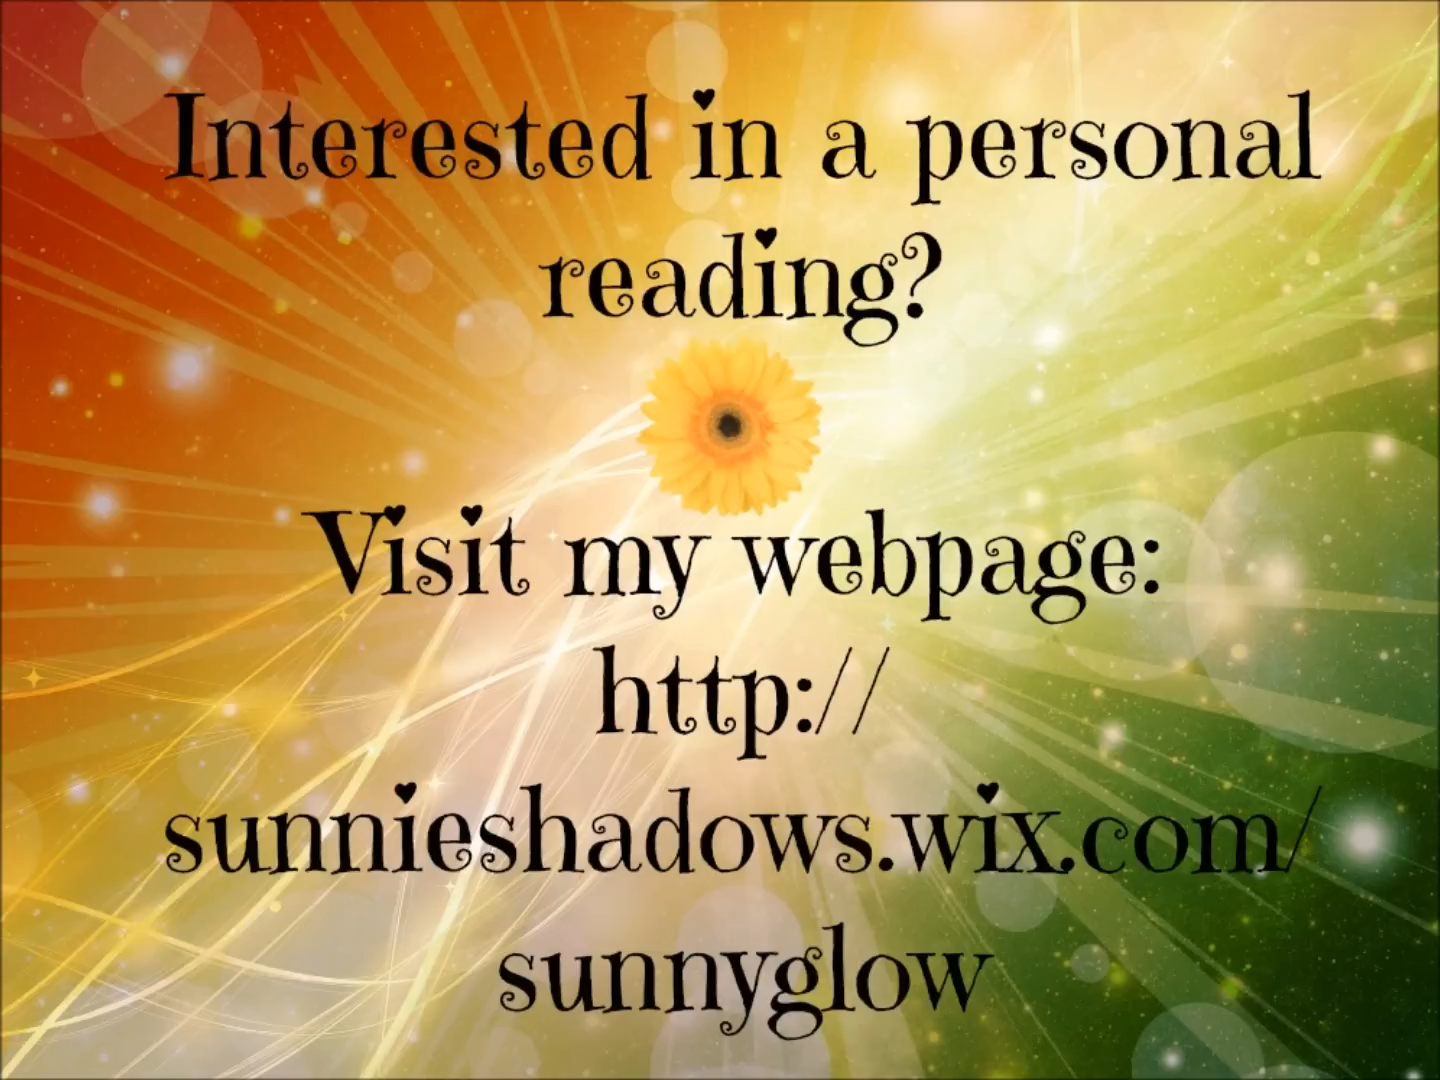 Interested in a personal
reading?
Visit my webpage:
http://
sunnieshadows.wix.com/
sunnyglow